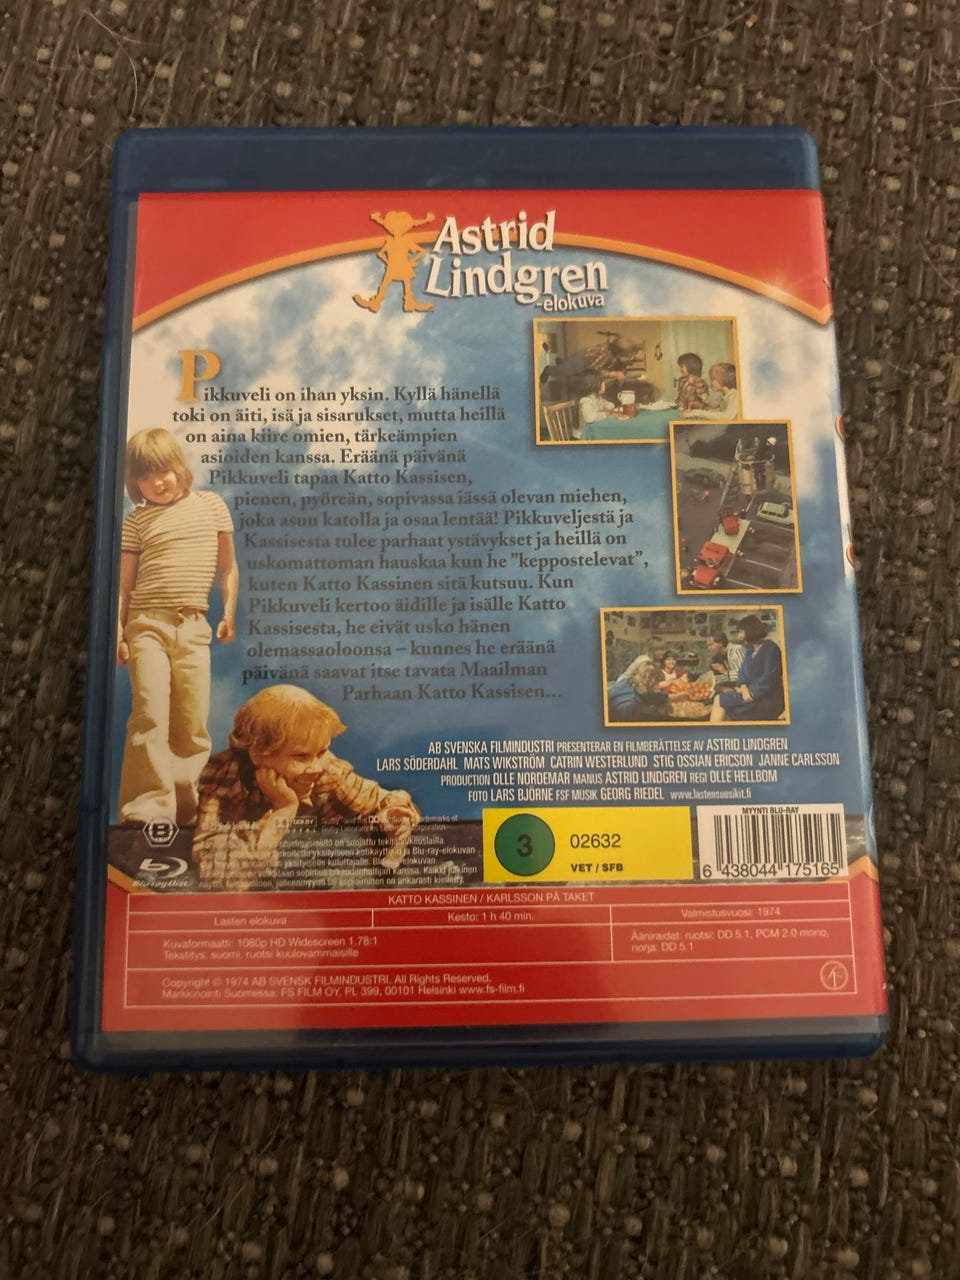 Astrid
Lindgren
-elokuva
Pikkuveli on ihan yksin. Kyllä hänellä
toki on äiti, isä ja sisarukset, mutta heillä
on aina kiire omien, tärkeämpien
asioiden kanssa. Eräänä päivänä
Pikkuveli tapaa Katto Kassisen,
pienen, pyöreän, sopivassa iässä olevan miehen,
joka asuu katolla ja osaa lentää! Pikkuveljestä ja
Kassisesta tulee parhaat ystävykset ja heillä on
uskomattoman hauskaa kun he ”keppostelevat”,
kuten Katto Kassinen sitä kutsuu. Kun
Pikkuveli kertoo äidille ja isälle Katto
Kassisesta, he eivät usko hänen
olemassaoloonsa – kunnes he eräänä
päivänä saavat itse tavata Maailman
Parhaan Katto Kassisen...
AB SVENSKA FILMINDUSTRI PRESENTERAR EN FILMBERÄTTELSE AV ASTRID LINDGREN
LARS SÖDERDAHL MATS WIKSTRÖM CATRIN WESTERLUND STIG OSSIAN ERICSON JANNE CARLSSON
PRODUCTION OLLE NORDEMAR MANUS ASTRID LINDGREN REGI OLLE HELLBOM
FOTO LARS BJÖRNE FSF MUSIK GEORG RIEDEL www.lastensuosikit.fi
B
DOLBY
Blu-ray Disc
3
02632
VET / SFB
MYYNTI BLU-RAY
6 438044 175165
KATTO KASSINEN / KARLSSON PÅ TAKET
Lasten elokuva
Kesto: 1 h 40 min.
Valmistusvuosi: 1974
Kuvaformaatti: 1080p HD Widescreen 1.78:1
Tekstitys: suomi, ruotsi kuulovammaisille
Ääniraidat: ruotsi: DD 5.1, PCM 2.0 mono,
norja: DD 5.1
Copyright © 1974 AB SVENSK FILMINDUSTRI. All Rights Reserved.
Markkinointi Suomessa: FS FILM OY, PL 399, 00101 Helsinki www.fs-film.fi